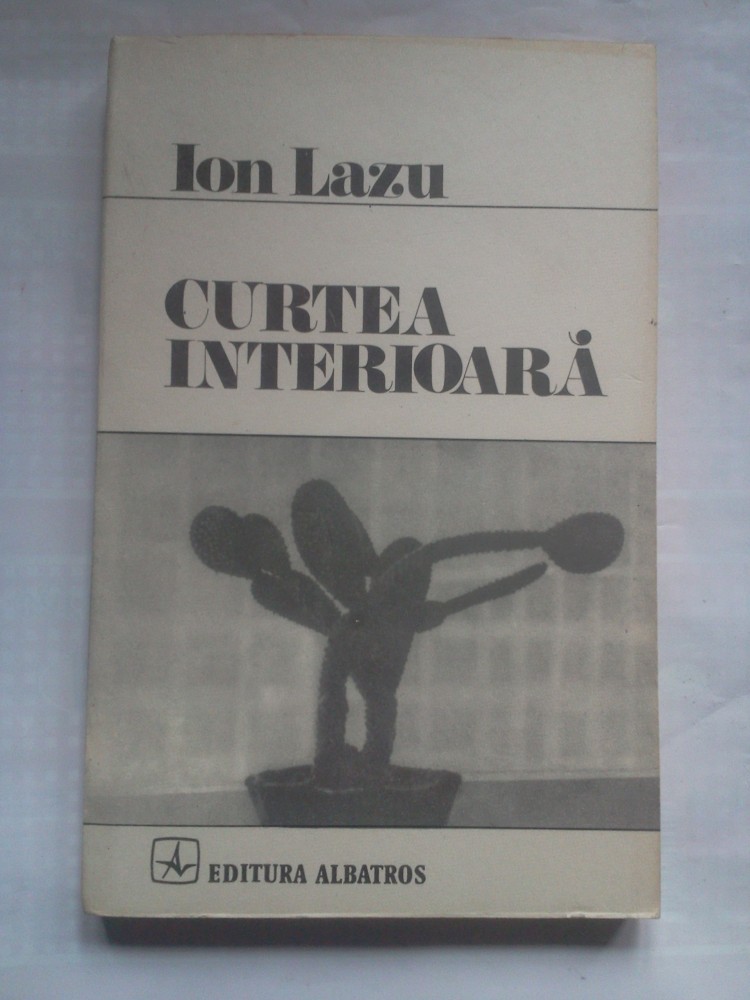 Ion Lazu
CURTEA
INTERIOARĂ
EDITURA ALBATROS